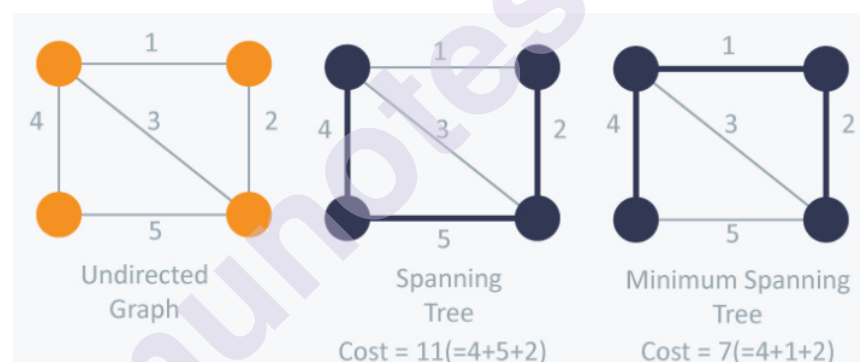 1
4
3
2
5
Undirected
Graph
1
4
3
2
5
Spanning
Tree
Cost = 11(=4+5+2)
1
4
3
2
5
Minimum Spanning
Tree
Cost = 7(=4+1+2)
munotes